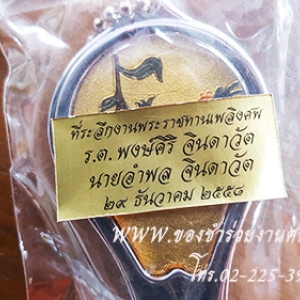 ที่ระลึกงานพระราชทานเพลิงศพ
ร.ต. พงษ์ศิริ จินดาวัต
นายอำพล จินดาวัต
๒๙ ธันวาคม ๒๕๕๘
www.ของชำร่วยงานศ
โทร.02-225-39